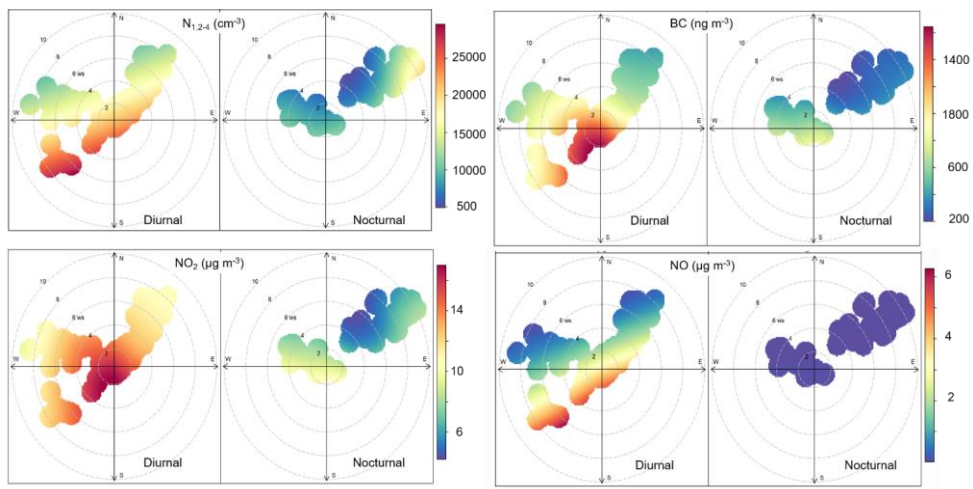 N1.2-4 (cm-3)
N
10
8
6 ws
4
2
W
E
S
Diurnal
N
10
8
6 ws
4
2
W
E
S
Nocturnal
25000
20000
15000
10000
500
BC (ng m-3)
N
10
8
6 ws
4
2
W
E
S
Diurnal
N
10
8
6 ws
4
2
W
E
S
Nocturnal
1400
1800
600
200
NO2 (µg m-3)
N
10
8
6 ws
4
2
W
E
S
Diurnal
N
10
8
6 ws
4
2
W
E
S
Nocturnal
14
12
10
8
6
NO (µg m-3)
N
10
8
6 ws
4
2
W
E
S
Diurnal
N
10
8
6 ws
4
2
W
E
S
Nocturnal
6
4
2